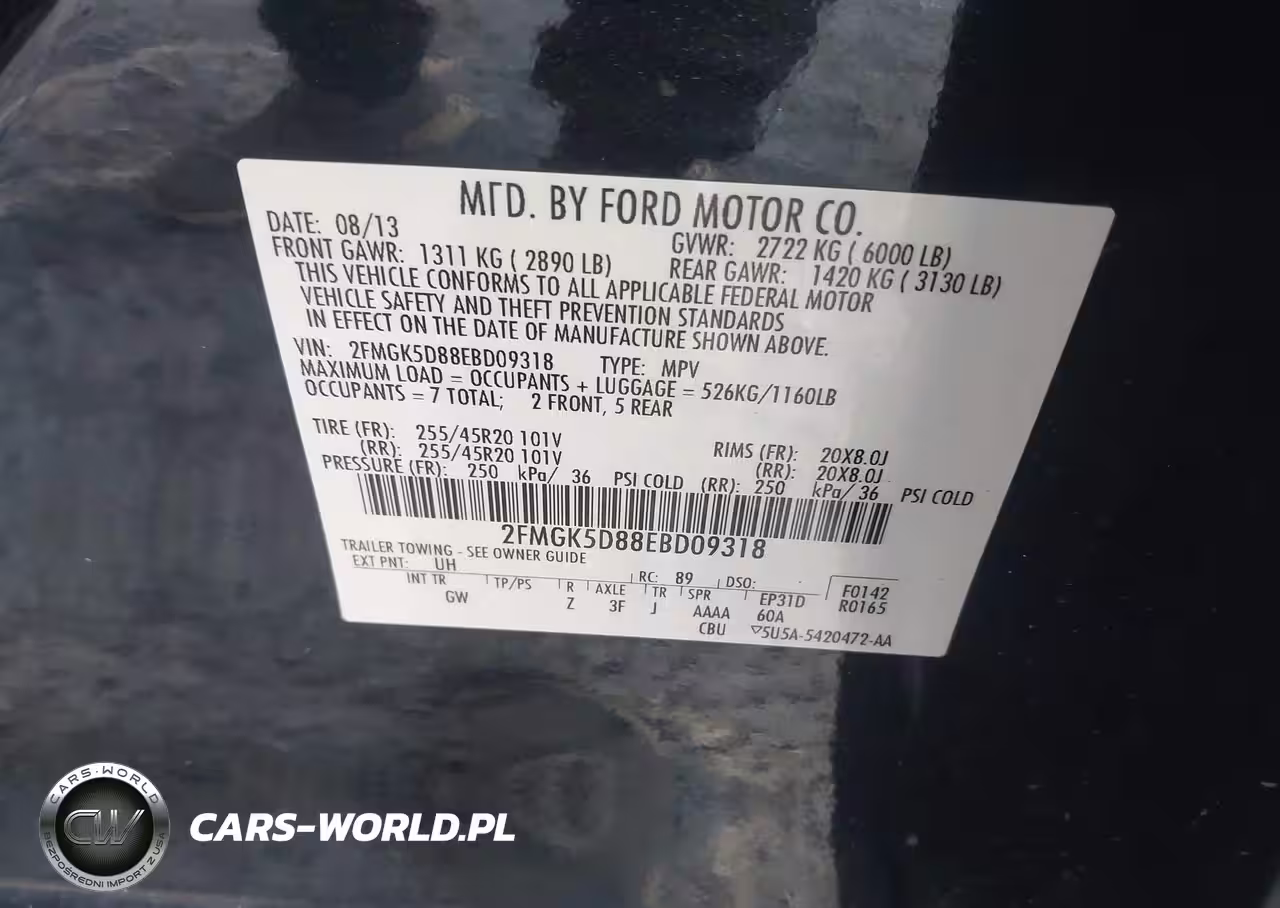 MFD. BY FORD MOTOR CO.
DATE: 08/13 GVWR: 2722 KG ( 6000 LB)
FRONT GAWR: 1311 KG ( 2890 LB) REAR GAWR: 1420 KG ( 3130 LB)
THIS VEHICLE CONFORMS TO ALL APPLICABLE FEDERAL MOTOR
VEHICLE SAFETY AND THEFT PREVENTION STANDARDS
IN EFFECT ON THE DATE OF MANUFACTURE SHOWN ABOVE.
VIN: 2FMGK5D88EBD09318 TYPE: MPV
MAXIMUM LOAD = OCCUPANTS + LUGGAGE = 526KG/1160LB
OCCUPANTS = 7 TOTAL; 2 FRONT, 5 REAR
TIRE (FR): 255/45R20 101V RIMS (FR): 20X8.0J
(RR): 255/45R20 101V (RR): 20X8.0J
PRESSURE (FR): 250 kPa/ 36 PSI COLD (RR): 250 kPa/ 36 PSI COLD
2FMGK5D88EBD09318
TRAILER TOWING - SEE OWNER GUIDE
EXT PNT: UH RC: 89 DSO: F0142
INT TR TP/PS R AXLE TR SPR EP31D R0165
GW Z 3F J AAAA 60A
CBU ▽5U5A-5420472-AA
CARS-WORLD
CW
BEZPOŚREDNI IMPORT Z USA
CARS-WORLD.PL